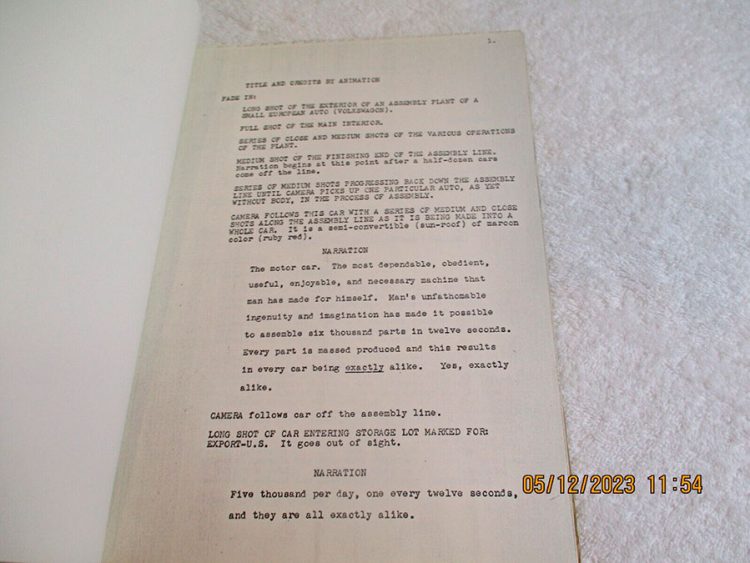 1.
TITLE AND CREDITS BY ANIMATION
FADE IN:
LONG SHOT OF THE EXTERIOR OF AN ASSEMBLY PLANT OF A
SMALL EUROPEAN AUTO (VOLKSWAGON).
FULL SHOT OF THE MAIN INTERIOR.
SERIES OF CLOSE AND MEDIUM SHOTS OF THE VARIOUS OPERATIONS
OF THE PLANT.
MEDIUM SHOT OF THE FINISHING END OF THE ASSEMBLY LINE.
Narration begins at this point after a half-dozen cars
come off the line.
SERIES OF MEDIUM SHOTS PROGRESSING BACK DOWN THE ASSEMBLY
LINE UNTIL CAMERA PICKS UP ONE PARTICULAR AUTO, AS YET
WITHOUT BODY, IN THE PROCESS OF ASSEMBLY.
CAMERA FOLLOWS THIS CAR WITH A SERIES OF MEDIUM AND CLOSE
SHOTS ALONG THE ASSEMBLY LINE AS IT IS BEING MADE INTO A
WHOLE CAR. It is a semi-convertible (sun-roof) of maroon
color (ruby red).
NARRATION
The motor car. The most dependable, obedient,
useful, enjoyable, and necessary machine that
man has made for himself. Man's unfathomable
ingenuity and imagination has made it possible
to assemble six thousand parts in twelve seconds.
Every part is massed produced and this results
in every car being exactly alike. Yes, exactly
alike.
CAMERA follows car off the assembly line.
LONG SHOT OF CAR ENTERING STORAGE LOT MARKED FOR:
EXPORT-U.S. It goes out of sight.
NARRATION
Five thousand per day, one every twelve seconds,
and they are all exactly alike.
05/12/2023 11:54